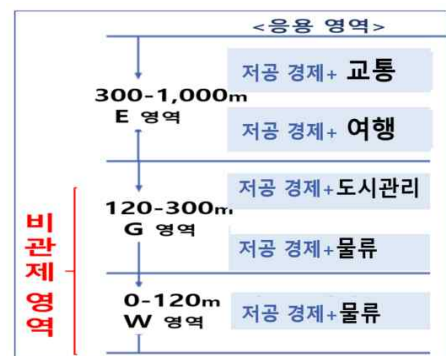 <응용 영역>
저공 경제+ 교통
300-1,000m
E 영역
저공 경제+ 여행
저공 경제+도시관리
120-300m
G 영역
저공 경제+물류
비관제 영역
0-120m
W 영역
저공 경제+물류